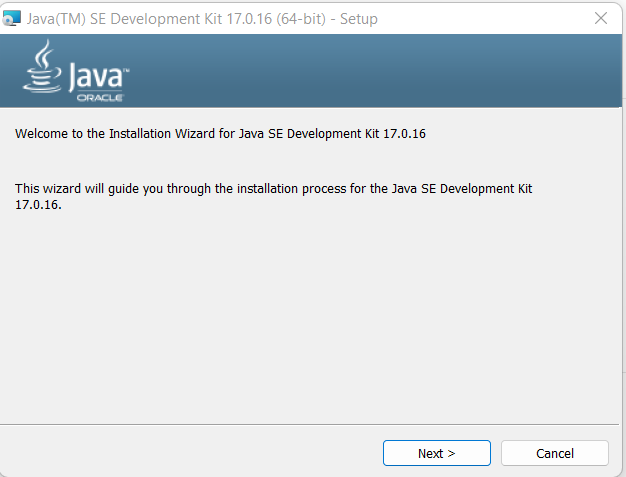 Java(TM) SE Development Kit 17.0.16 (64-bit) - Setup
Java™
ORACLE
Welcome to the Installation Wizard for Java SE Development Kit 17.0.16
This wizard will guide you through the installation process for the Java SE Development Kit
17.0.16.
Next >
Cancel